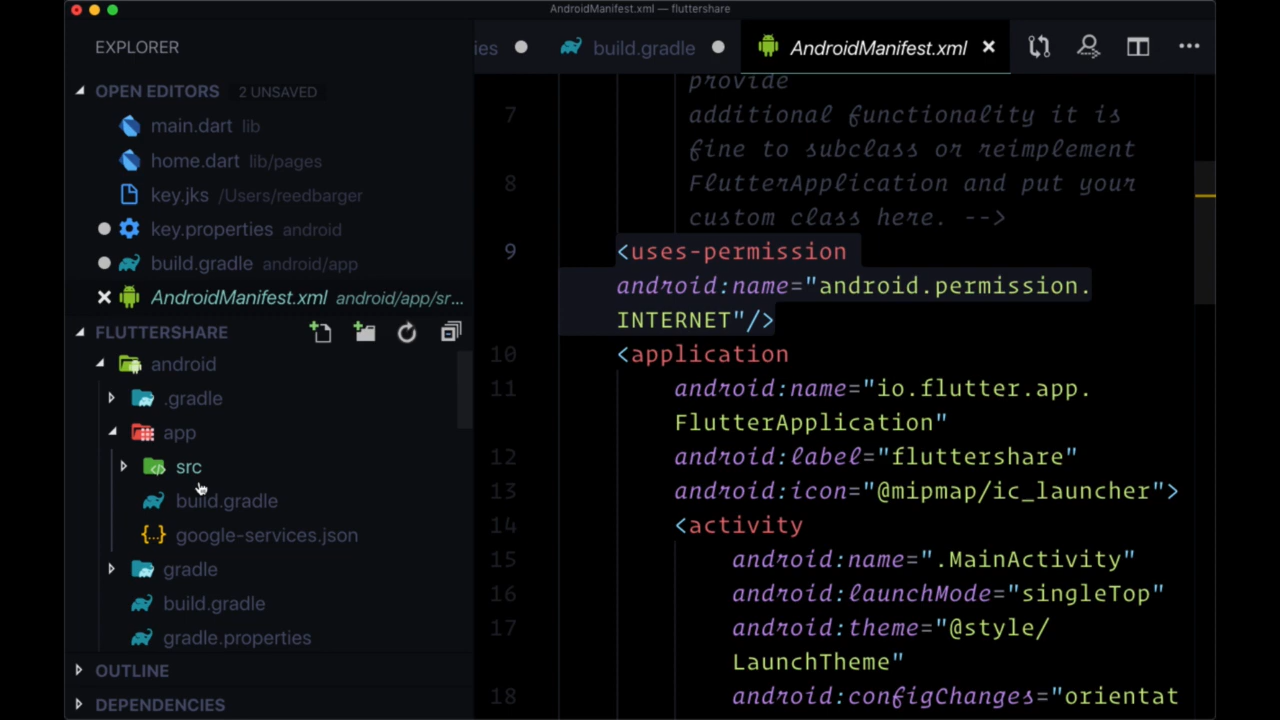 AndroidManifest.xml — fluttershare
EXPLORER
OPEN EDITORS 2 UNSAVED
main.dart lib
home.dart lib/pages
key.jks /Users/reedbarger
key.properties android
build.gradle android/app
AndroidManifest.xml android/app/sr...
FLUTTERSHARE
android
.gradle
app
src
build.gradle
google-services.json
gradle
build.gradle
gradle.properties
OUTLINE
DEPENDENCIES
ies
build.gradle
AndroidManifest.xml
provide
7 additional functionality it is
fine to subclass or reimplement
8 FlutterApplication and put your
custom class here. -->
9 <uses-permission
android:name="android.permission.
INTERNET"/>
10 <application
11 android:name="io.flutter.app.
FlutterApplication"
12 android:label="fluttershare"
13 android:icon="@mipmap/ic_launcher">
14 <activity
15 android:name=".MainActivity"
16 android:launchMode="singleTop"
17 android:theme="@style/
LaunchTheme"
18 android:configChanges="orientat